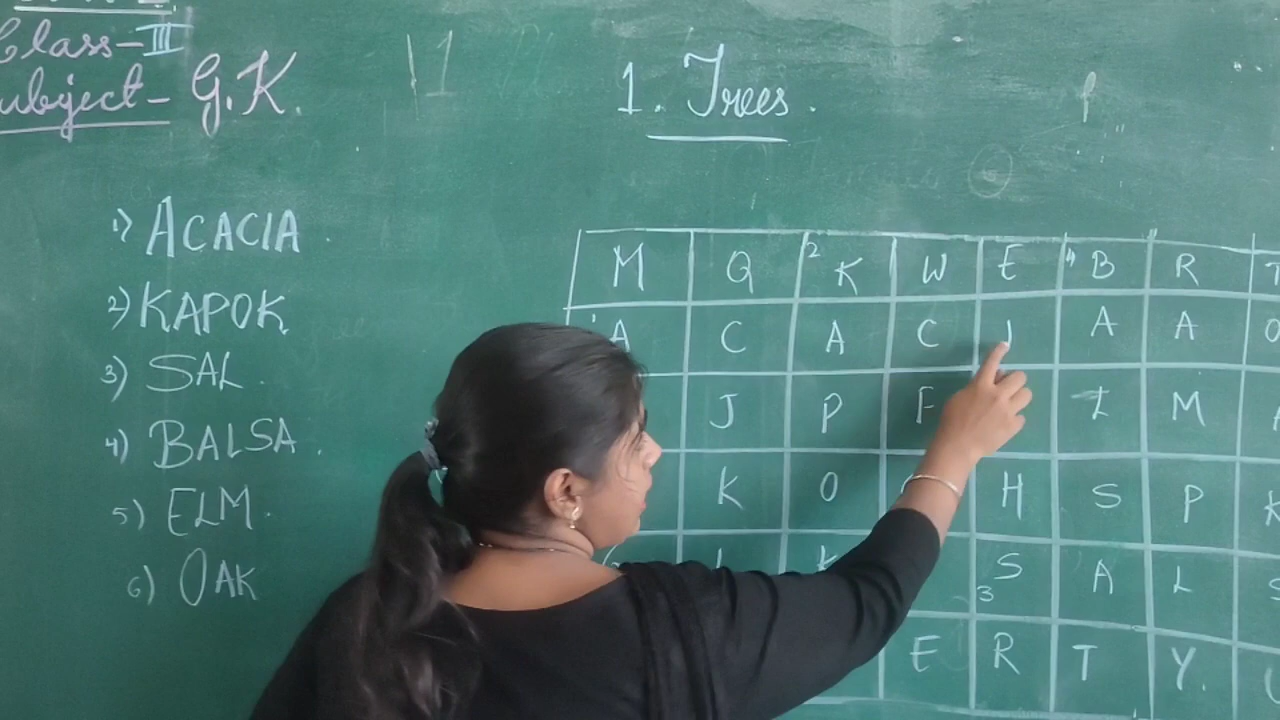 Class-III
ubject- G.K.
1. Trees.
1) ACACIA.
2) KAPOK
3) SAL.
4) BALSA.
5) ELM.
6) OAK
M Q 2 K W E 4 B R T
1 A C A C I A A O
J P F L M
K O H S P K
L K 3 S A L S
E R T Y. U